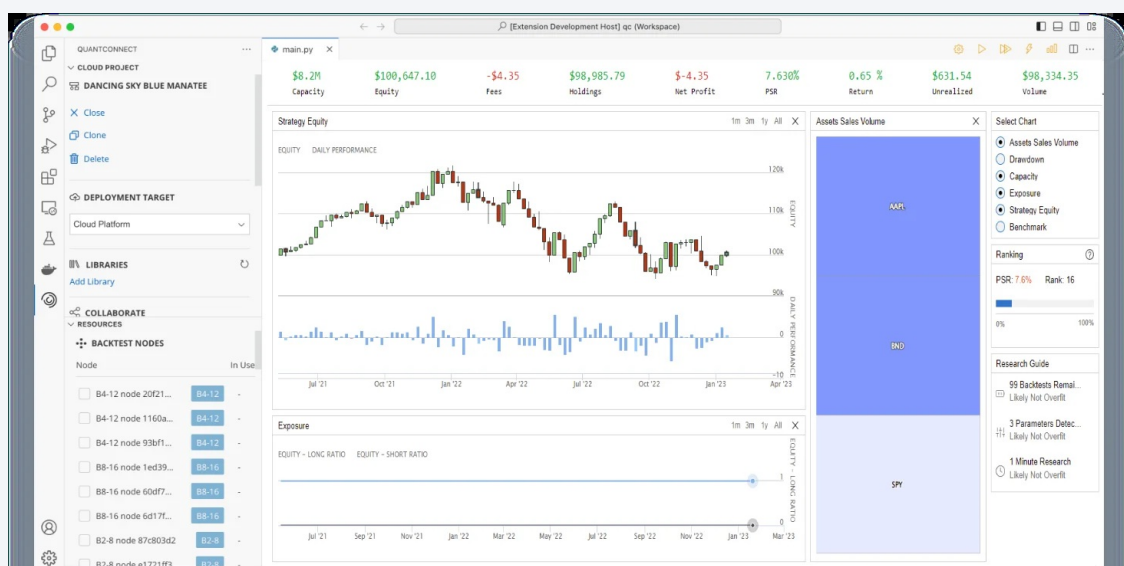 [Extension Development Host] qc (Workspace)
QUANTCONNECT
main.py
CLOUD PROJECT
DANCING SKY BLUE MANATEE
Close
Clone
Delete
DEPLOYMENT TARGET
Cloud Platform
LIBRARIES
Add Library
COLLABORATE
RESOURCES
BACKTEST NODES
Node In Use
B4-12 node 20f21... B4-12 -
B4-12 node 1160a... B4-12 -
B4-12 node 93bf1... B4-12 -
B8-16 node 1ed39... B8-16 -
B8-16 node 60df7... B8-16 -
B8-16 node 6d17f... B8-16 -
B2-8 node 87c803d2 B2-8 -
B2-8 node e1721ff3 B2-8
$8.2M $100,647.10 -$4.35 $98,985.79 $-4.35 7.630% 0.65 % $631.54 $98,334.35
Capacity Equity Fees Holdings Net Profit PSR Return Unrealized Volume
Strategy Equity 1m 3m 1y All X
EQUITY DAILY PERFORMANCE
120k
110k
100k
90k
0
-10
EQUITY
DAILY PERFORMANCE
Jul '21 Oct '21 Jan '22 Apr '22 Jul '22 Oct '22 Jan '23 Apr '23
Exposure 1m 3m 1y All X
EQUITY - LONG RATIO EQUITY - SHORT RATIO
1
0
EQUITY - LONG RATIO
Jul '21 Sep '21 Nov '21 Jan '22 Mar '22 May '22 Jul '22 Sep '22 Nov '22 Jan '23 Mar '23
Assets Sales Volume X
AAPL
BND
SPY
Select Chart
Assets Sales Volume
Drawdown
Capacity
Exposure
Strategy Equity
Benchmark
Ranking
PSR: 7.6% Rank: 16
0% 100%
Research Guide
99 Backtests Remai...
Likely Not Overfit
3 Parameters Detec...
Likely Not Overfit
1 Minute Research
Likely Not Overfit